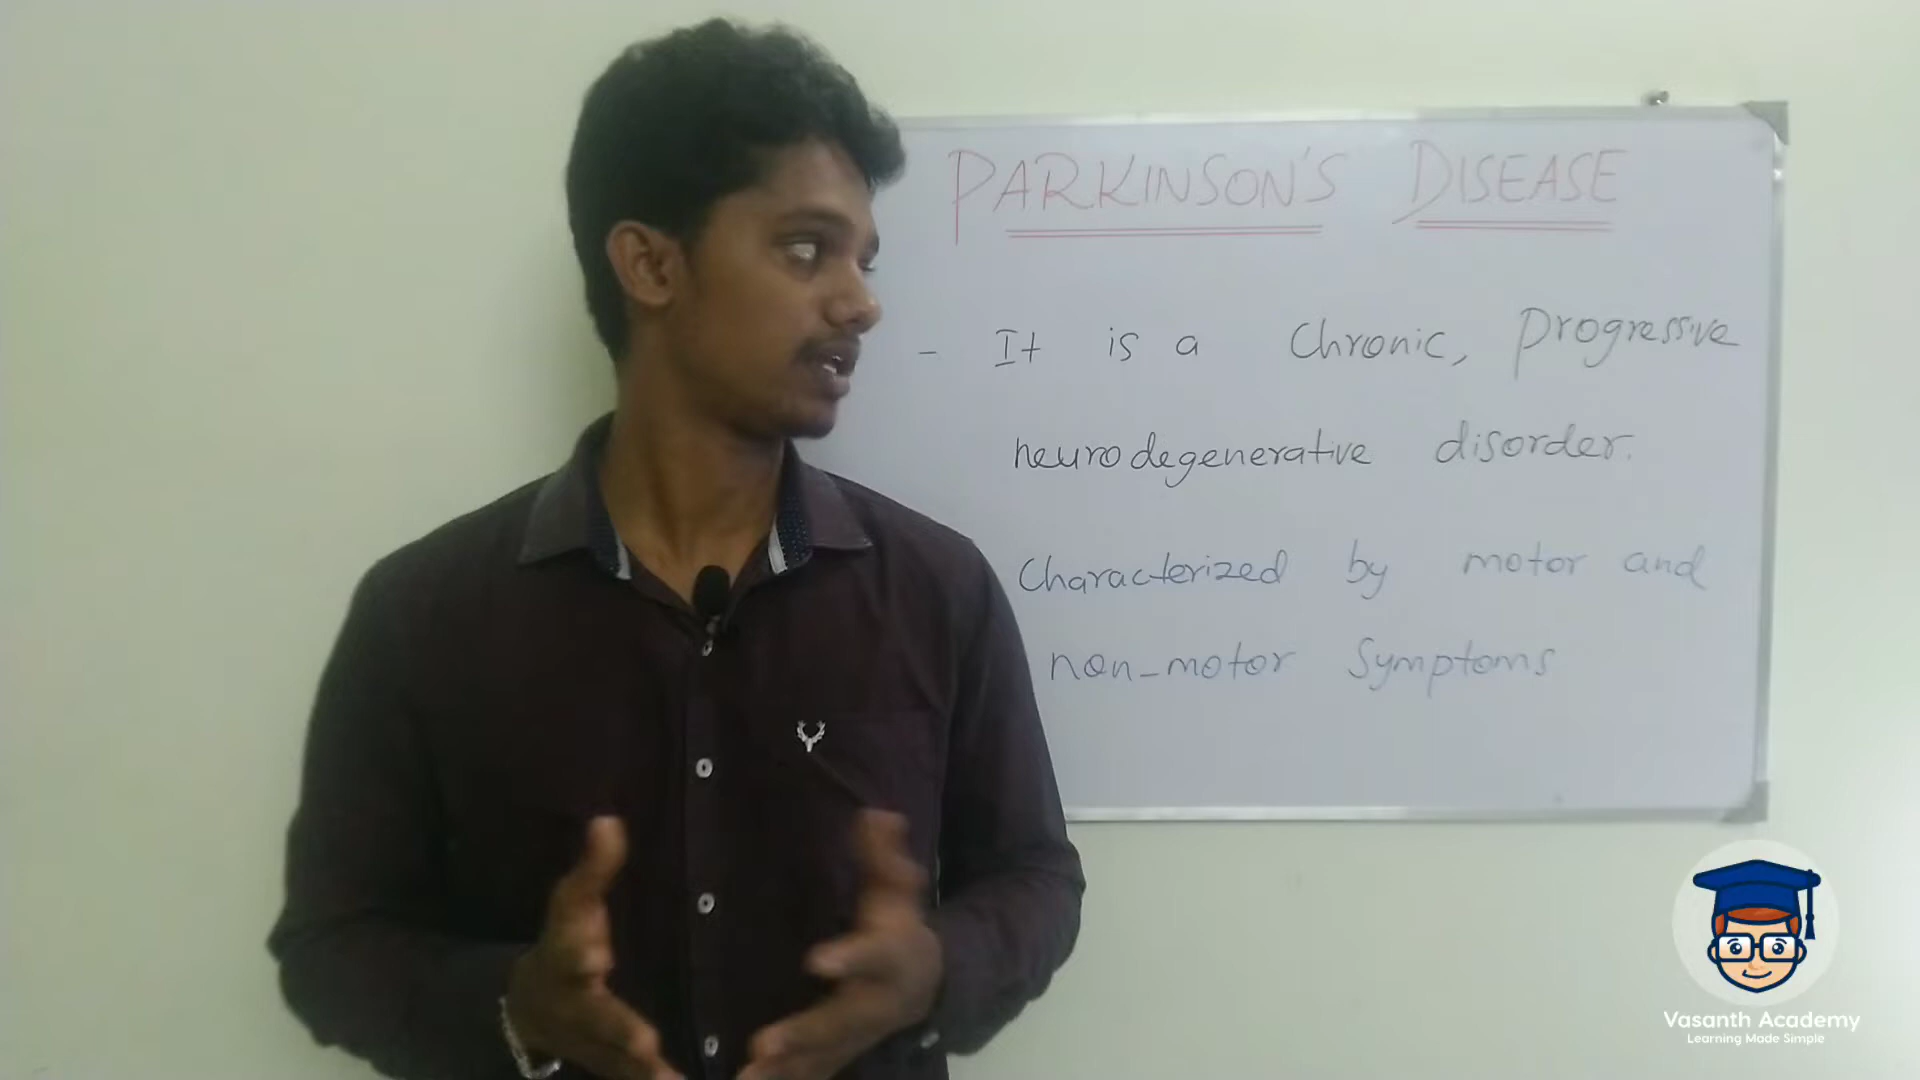 PARKINSON'S DISEASE
- It is a Chronic, Progressive
neurodegenerative disorder.
Characterized by motor and
non-motor Symptoms
Vasanth Academy
Learning Made Simple